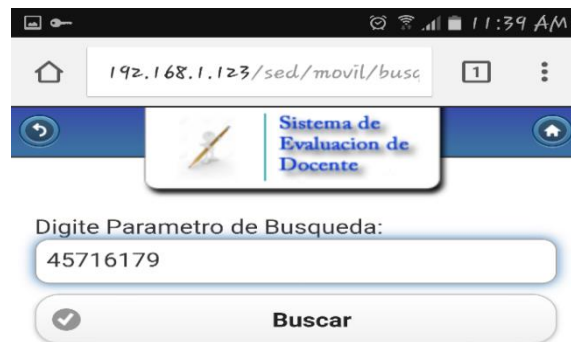 11:39 AM
192.168.1.123/sed/movil/busq
1
Sistema de
Evaluacion de
Docente
Digite Parametro de Busqueda:
45716179
Buscar